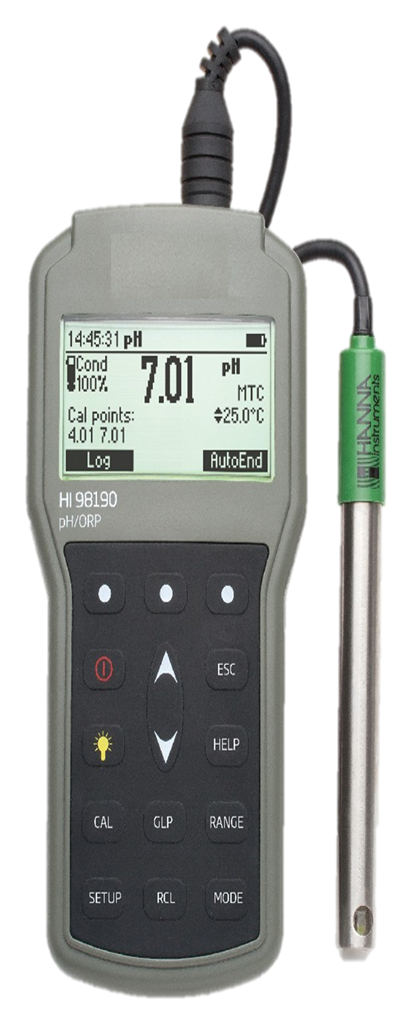 14:45:31 pH
Cond
100%
7.01
pH
MTC
25.0°C
Cal points:
4.01 7.01
Log
AutoEnd
HI 98190
pH/ORP
HANNA
instruments
ESC
HELP
CAL
GLP
RANGE
SETUP
RCL
MODE